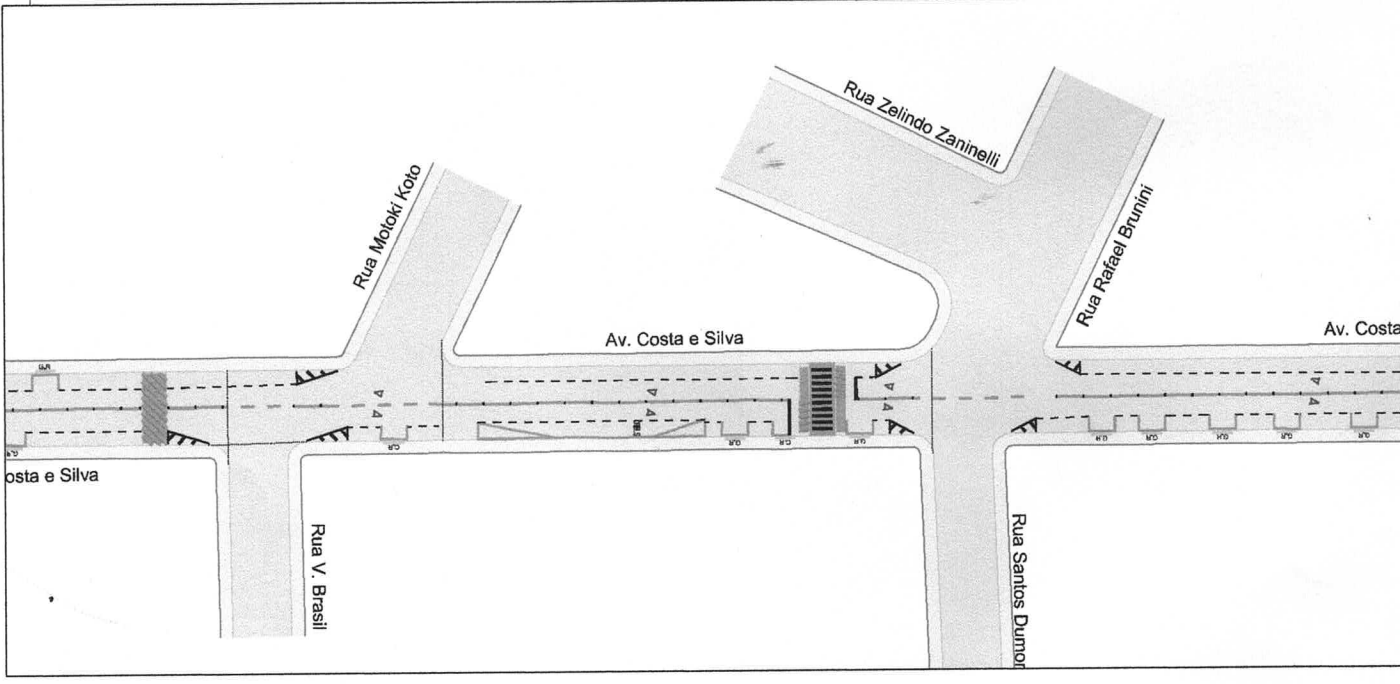 Rua Zelindo Zaninelli
Rua Motoki Koto
Rua Rafael Brunini
Av. Costa e Silva
Av. Costa
osta e Silva
Rua V. Brasil
Rua Santos Dumon